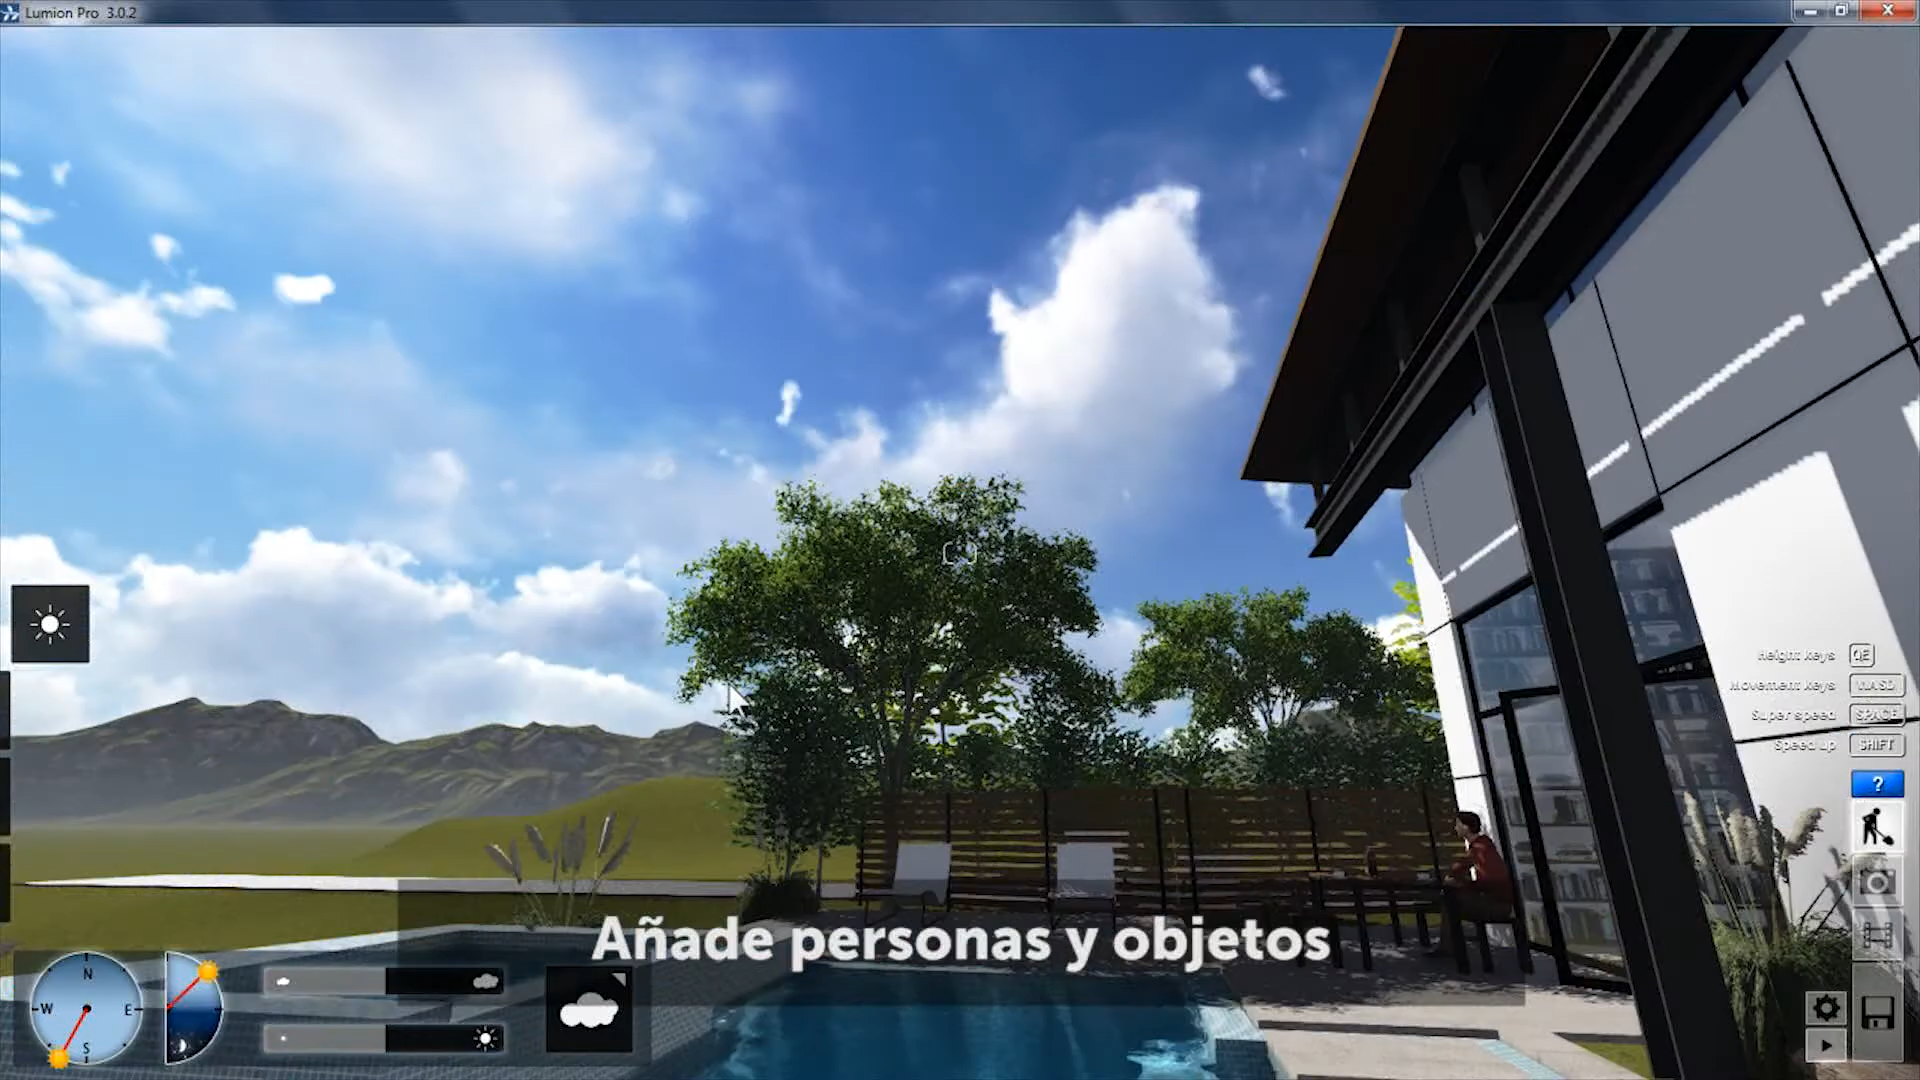 Lumion Pro 3.0.2
Height keys QE
Movement keys WASD
Super speed SPACE
Speed up SHIFT
?
Añade personas y objetos
N
W E
S